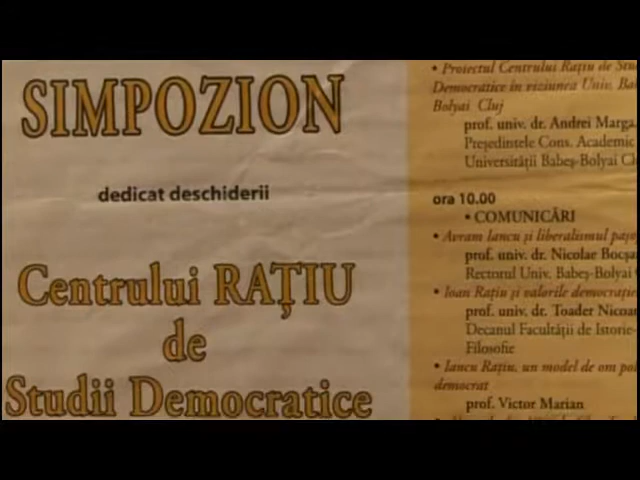 SIMPOZION
dedicat deschiderii
Centrului RAȚIU
de
Studii Democratice
• Proiectul Centrului Rațiu de
Democratice în viziunea Univ.
Bolyai Cluj
prof. univ. dr. Andrei Marga
Președintele Cons. Academic
Universității Babeș-Bolyai
ora 10.00
• COMUNICĂRI
• Avram Iancu și liberalismul
prof. univ. dr. Nicolae
Rectorul Univ. Babeș-Bolyai
• Ioan Rațiu și valorile
prof. univ. dr. Toader
Decanul Facultății de Istorie-
Filosofie
• Iancu Rațiu, un model de om
democrat
prof. Victor Marian